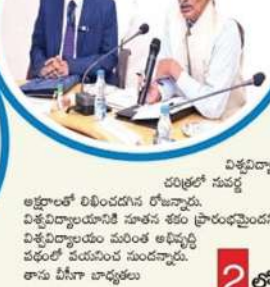 విశ్వవిద్యా
చరిత్రలో సువర్ణ
అక్షరాలతో లిఖించదగిన రోజన్నారు.
విశ్వవిద్యాలయానికి నూతన శకం ప్రారంభమైందన
విశ్వవిద్యాలయం మరింత అభివృద్ధి
పథంలో పయనించ నుందన్నారు.
తాను వీసీగా బాధ్యతలు
2 లో